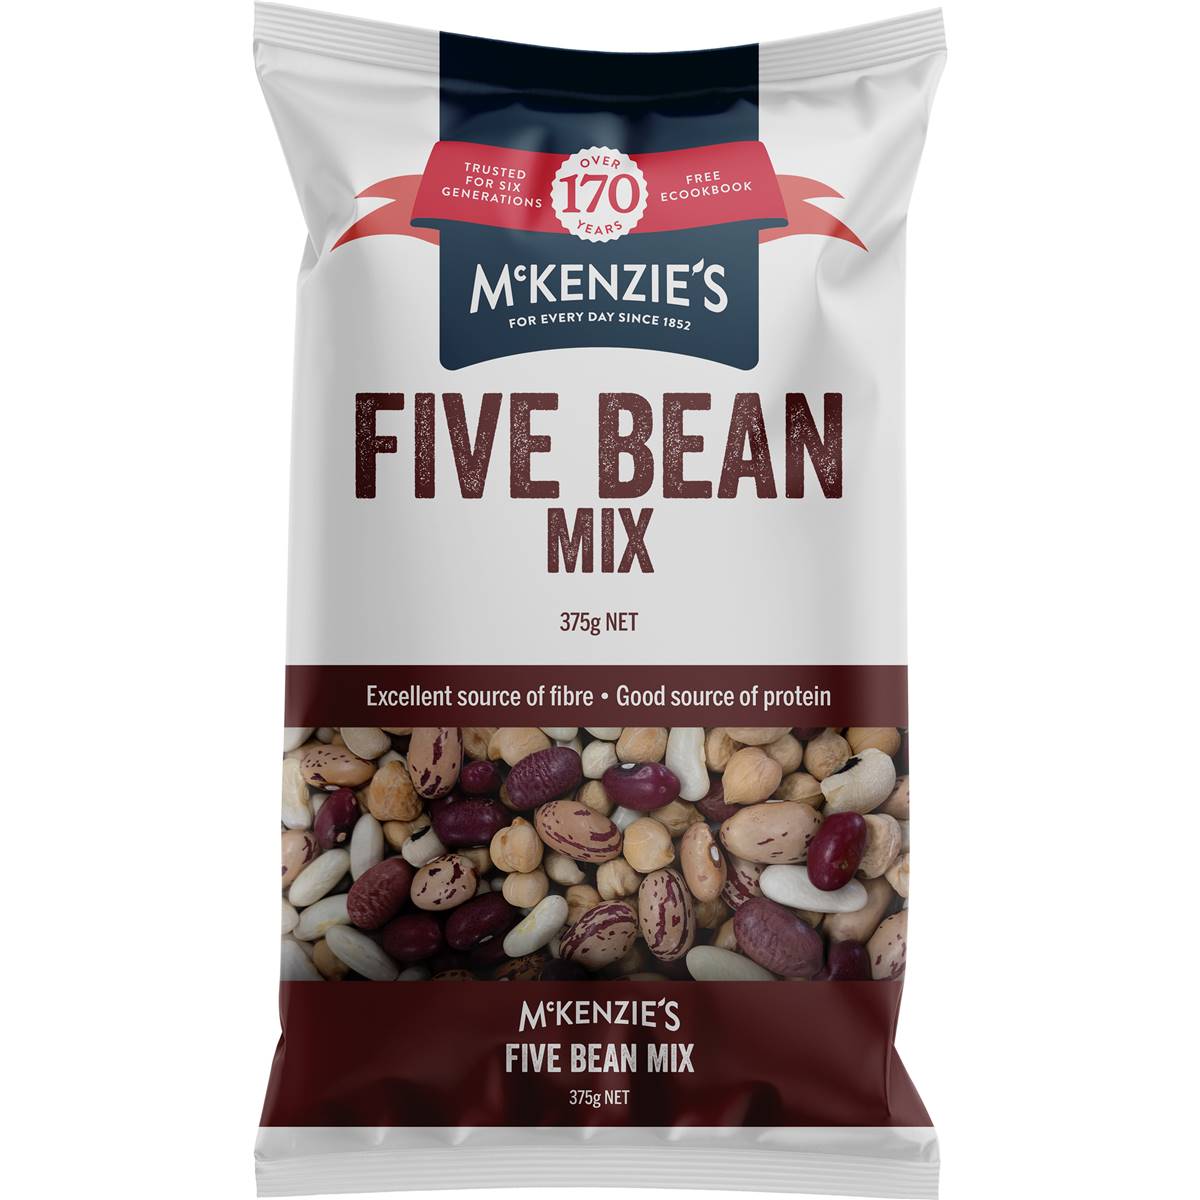 TRUSTED
FOR SIX
GENERATIONS
OVER
170
YEARS
FREE
ECOOKBOOK
McKENZIE'S
FOR EVERY DAY SINCE 1852
FIVE BEAN
MIX
375g NET
Excellent source of fibre • Good source of protein
McKENZIE'S
FIVE BEAN MIX
375g NET